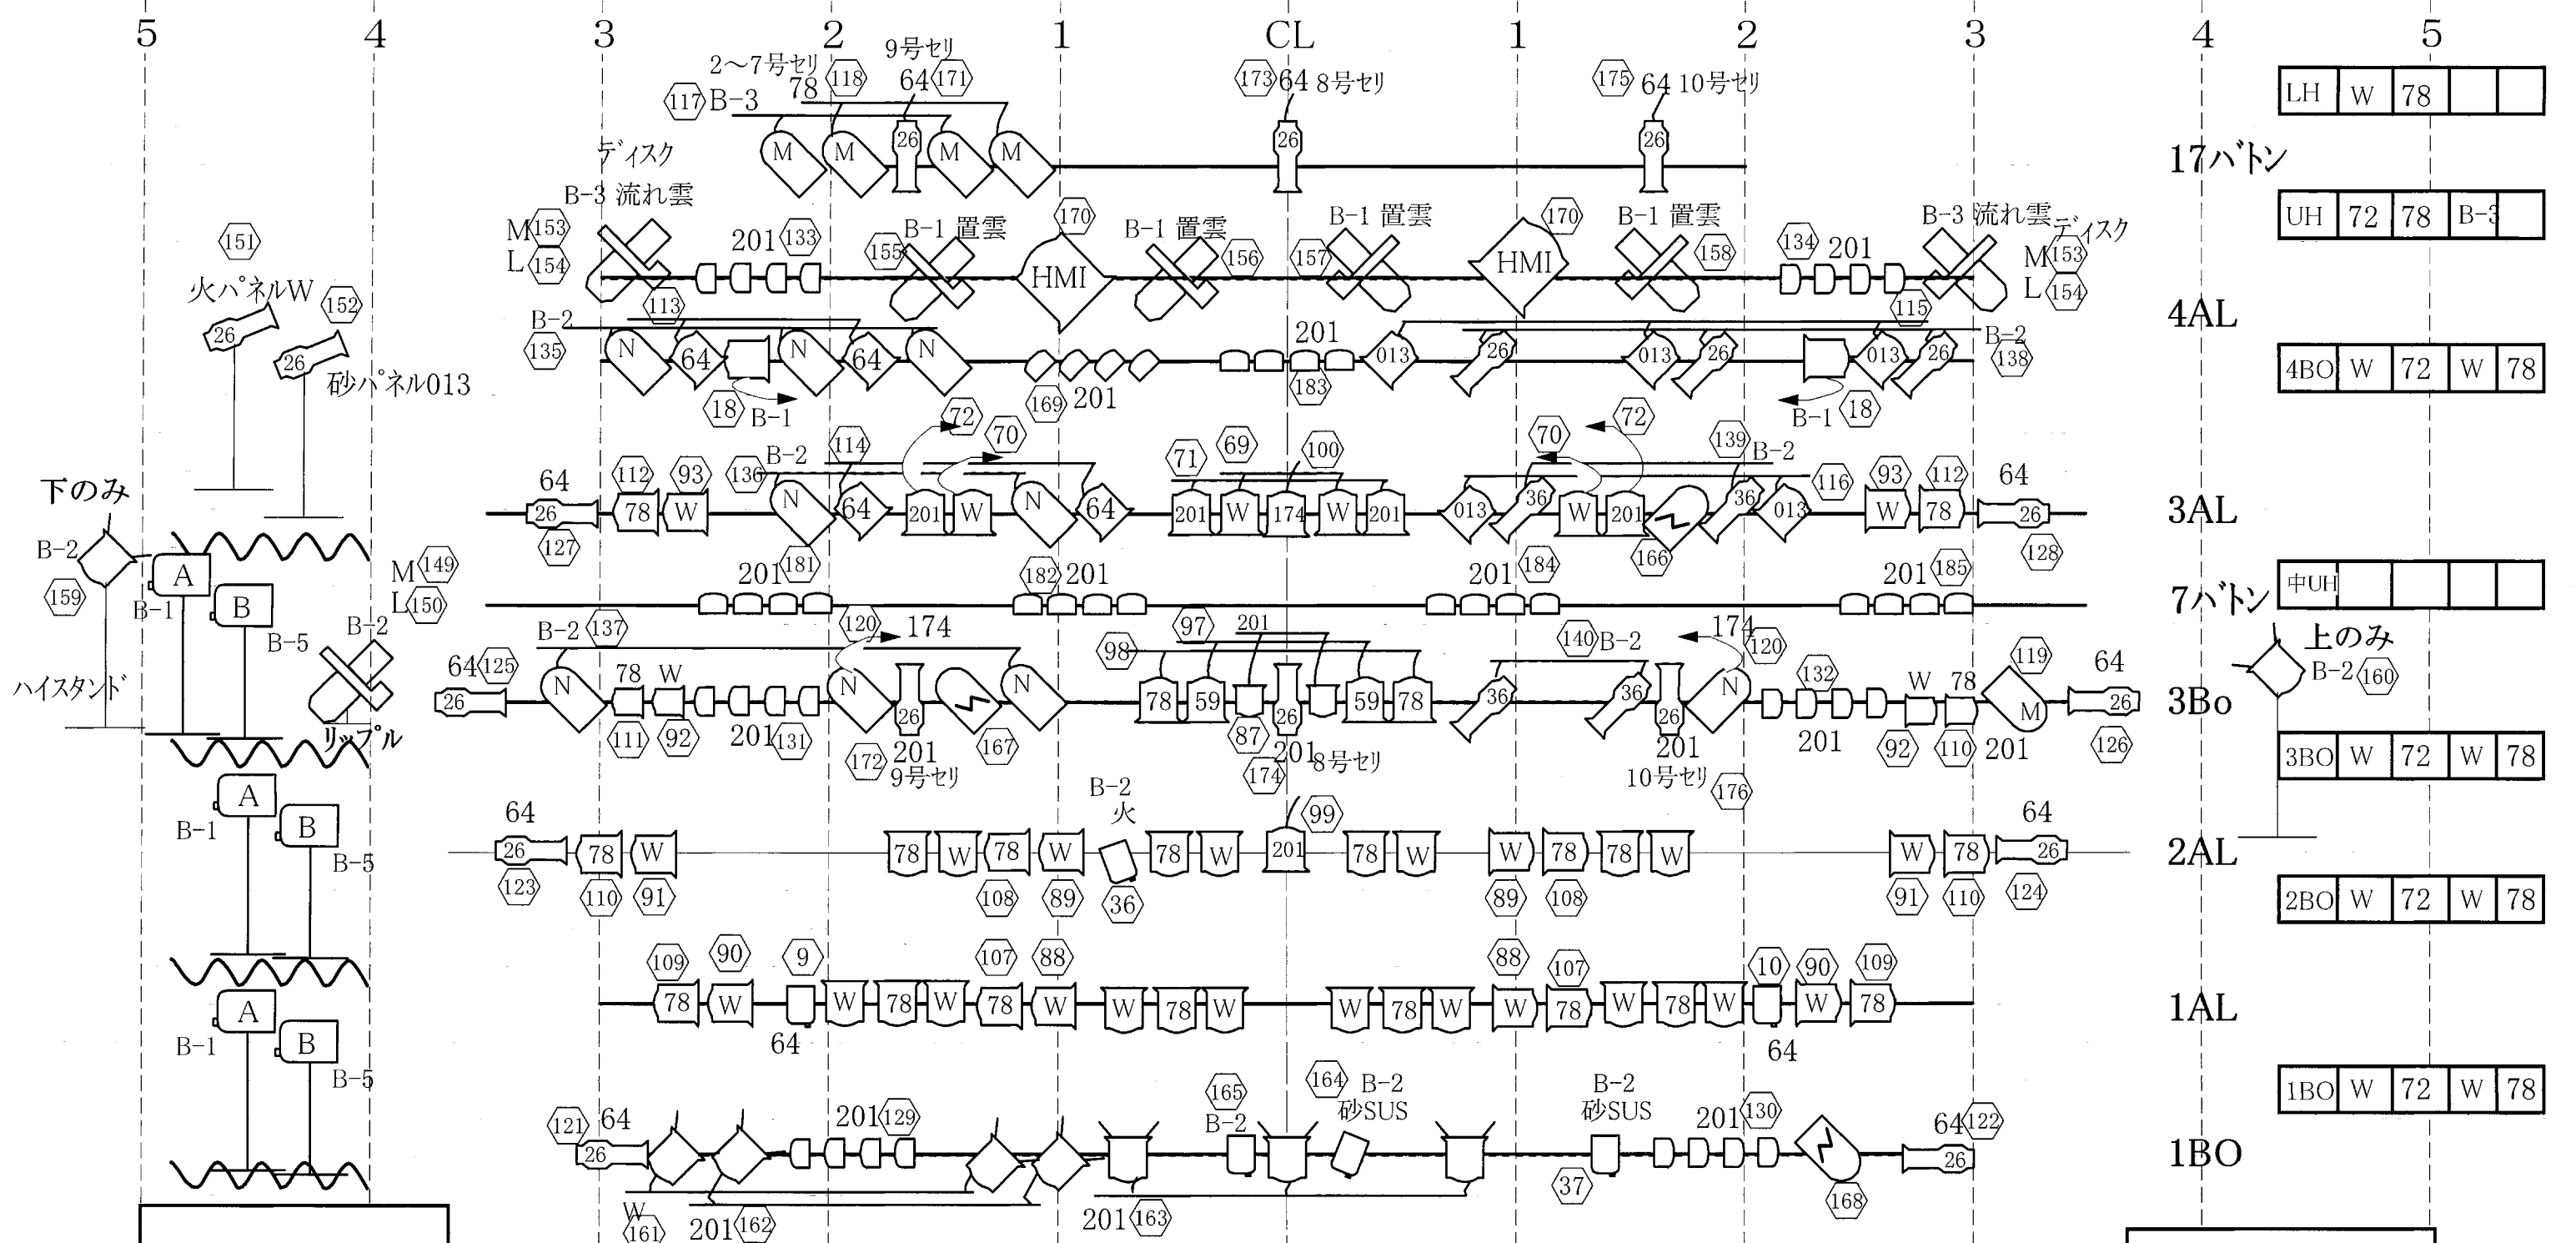 5 4 3 2 1 CL 1 2 3 4 5
2〜7号セリ 9号セリ
117 B-3 78 118 64 171 173 64 8号セリ 175 64 10号セリ
LH W 78
M M 26 M M 26 26
17バトン
ディスク
B-3 流れ雲 B-1 置雲 170 B-1 置雲 B-1 置雲 170 B-1 置雲 B-3 流れ雲 ディスク
UH 72 78 B-3
M 153 201 133 155 156 157 158 134 201 M 153
L 154 HMI HMI L 154
151
火パネルW 152
26 26
砂パネル013
113 115
4AL
B-2 201 B-2
135 N 64 N 64 N 013 26 013 26 013 26 138
18 B-1 169 201 183 B-1 18
4BO W 72 W 78
114 72 70 71 69 100 70 72 139 B-2
64 112 93 136 B-2 116 93 112 64
26 78 W N 64 201 W N 64 201 W 174 W 201 013 36 W 201 36 013 W 78 26
3AL
127 181 184 166 128
下のみ
B-2 A
159 B-1 B
B-5
ハイスタンド
M 149
L 150
B-2
リップル
201 182 201 201 201 185
7バトン
中UH
B-2 137 120 174 97 201 140 B-2 174 120 119
上のみ
B-2 160
98
64 125 78 W W 78 64
26 N N 26 N 78 59 26 59 78 36 36 26 N M 26
3Bo
132
111 92 201 131 172 201 167 87 201 201 201 92 110 201 126
9号セリ 174 8号セリ 10号セリ 176
3BO W 72 W 78
A
B-1 B
B-5
64 B-2 99 64
火
26 78 W 78 W 78 W 78 W 201 78 W W 78 78 W W 78 26
2AL
123 110 91 108 89 36 89 108 91 110 124
2BO W 72 W 78
109 90 9 107 88 88 107 10 90 109
A
B-1 B
B-5
78 W W 78 W 78 W W 78 W W 78 W W 78 W 78 W W 78
1AL
64 64
1BO W 72 W 78
165 164 B-2 B-2
砂SUS 砂SUS
121 64 201 129 B-2 201 130 64 122
26 26
1BO
37 168
W
161 201 162 201 163